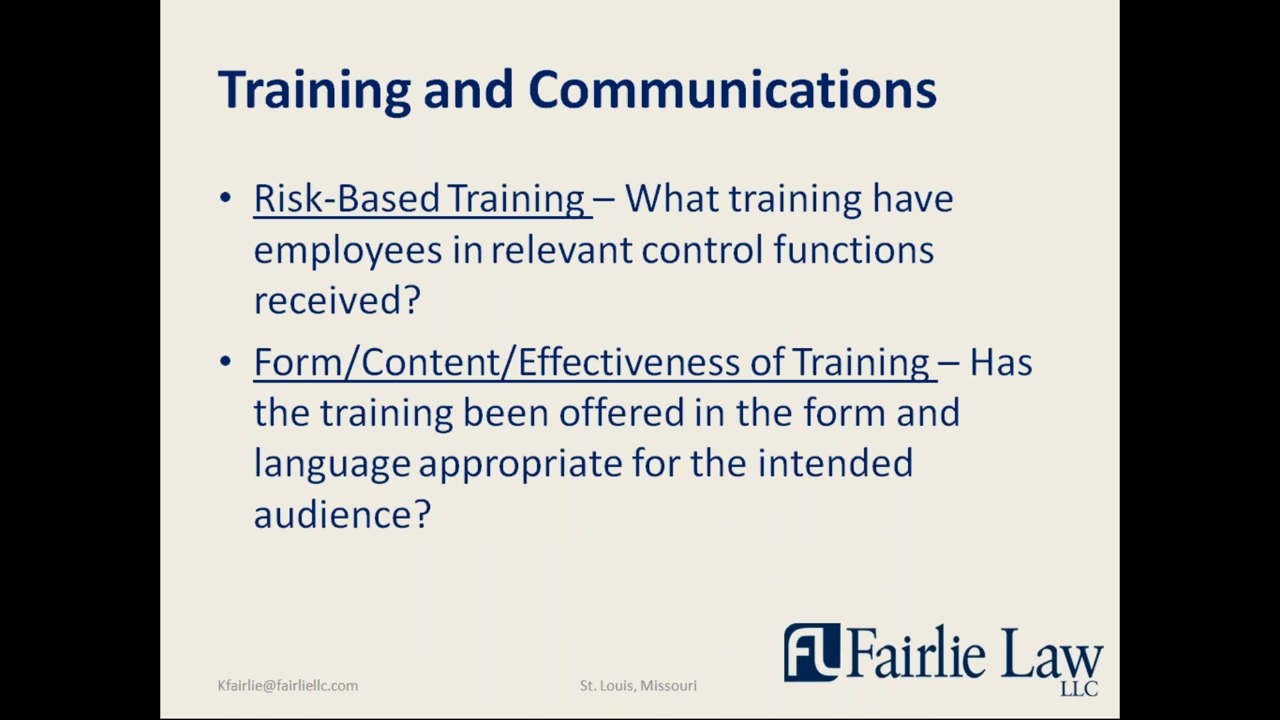 Training and Communications
• Risk-Based Training – What training have
employees in relevant control functions
received?
• Form/Content/Effectiveness of Training – Has
the training been offered in the form and
language appropriate for the intended
audience?
Kfairlie@fairliellc.com
St. Louis, Missouri
FL Fairlie Law
LLC